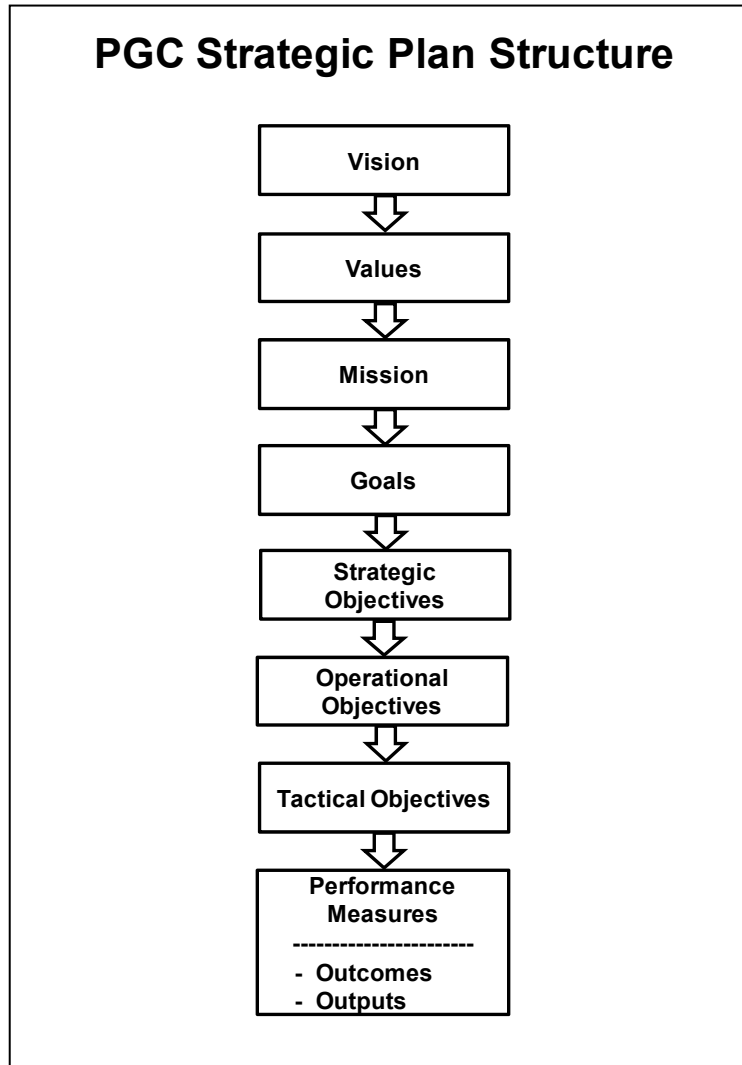 PGC Strategic Plan Structure
Vision
Values
Mission
Goals
Strategic
Objectives
Operational
Objectives
Tactical Objectives
Performance
Measures
-----------------------
- Outcomes
- Outputs